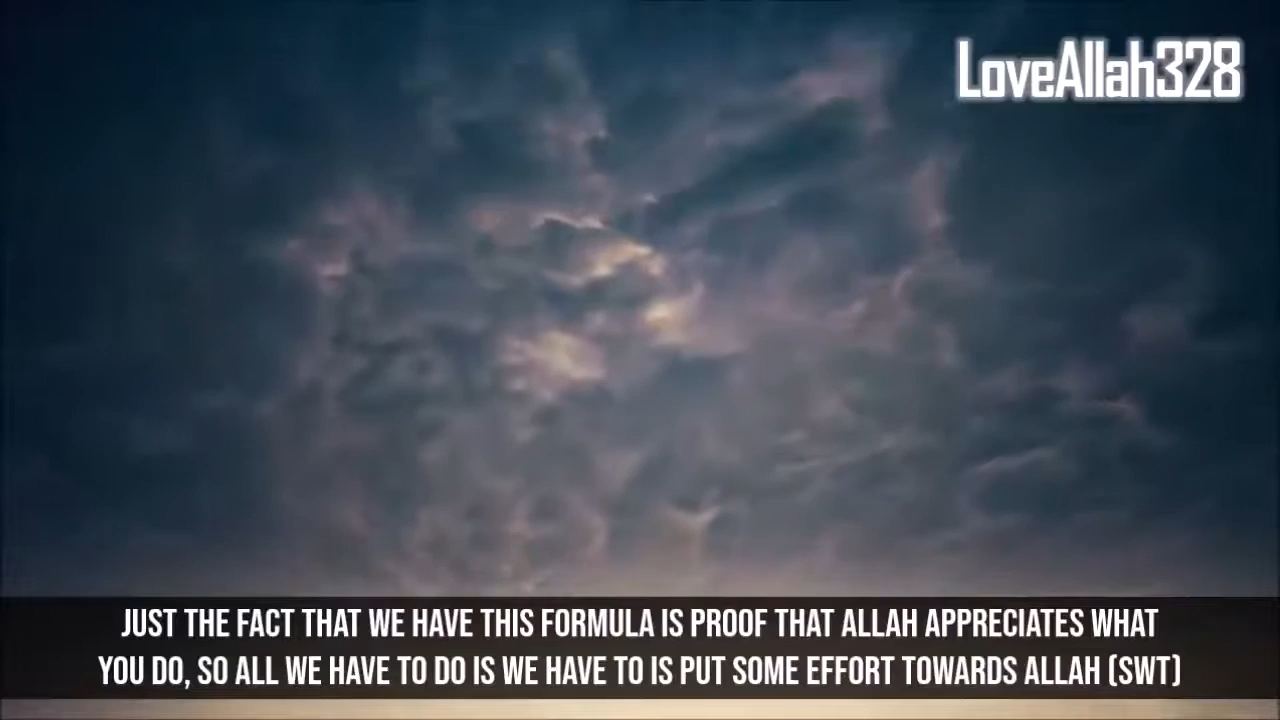 LoveAllah328
JUST THE FACT THAT WE HAVE THIS FORMULA IS PROOF THAT ALLAH APPRECIATES WHAT
YOU DO, SO ALL WE HAVE TO DO IS WE HAVE TO IS PUT SOME EFFORT TOWARDS ALLAH (SWT)